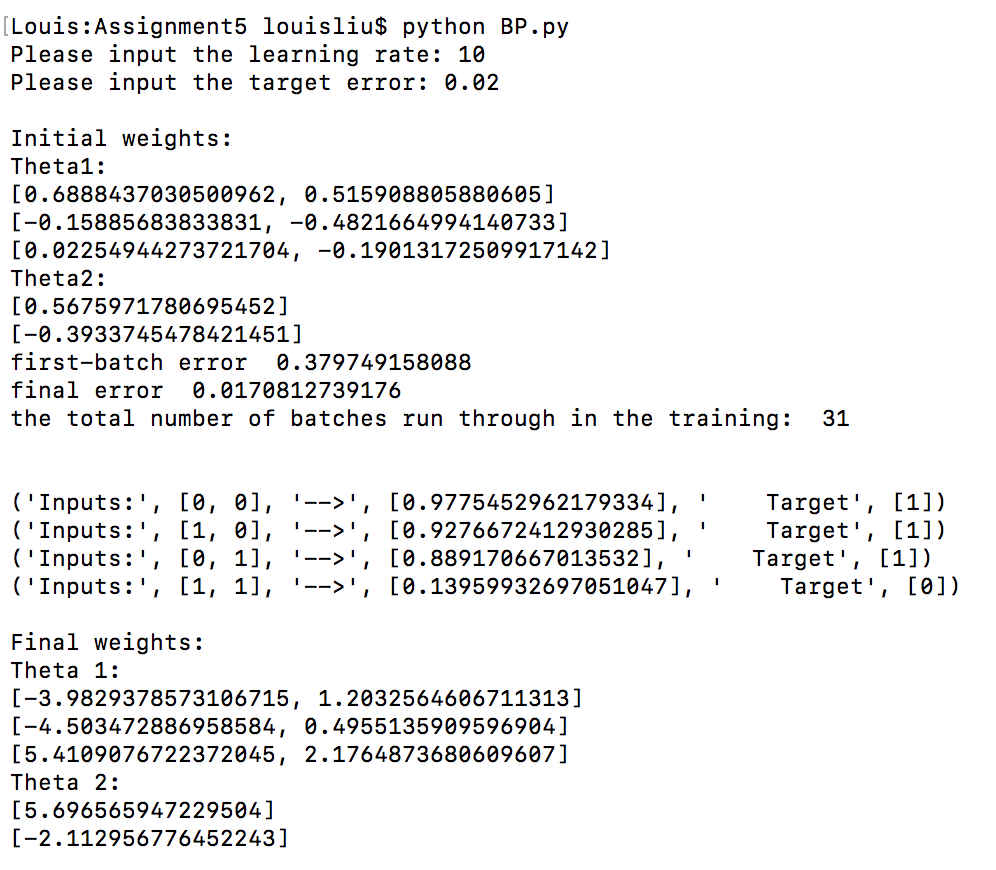 [Louis:Assignment5 louisliu$ python BP.py
Please input the learning rate: 10
Please input the target error: 0.02
Initial weights:
Theta1:
[0.6888437030500962, 0.515908805880605]
[-0.15885683833831, -0.4821664994140733]
[0.02254944273721704, -0.19013172509917142]
Theta2:
[0.5675971780695452]
[-0.39337454784214​51]
first-batch error  0.379749158088
final error  0.0170812739176
the total number of batches run through in the training:  31
('Inputs:', [0, 0], '-->', [0.9775452962179334], '    Target', [1])
('Inputs:', [1, 0], '-->', [0.9276672412930285], '    Target', [1])
('Inputs:', [0, 1], '-->', [0.889170667013532], '    Target', [1])
('Inputs:', [1, 1], '-->', [0.13959932697051047], '    Target', [0])
Final weights:
Theta 1:
[-3.9829378573106715, 1.2032564606711313]
[-4.503472886958584, 0.4955135909596904]
[5.4109076722372045, 2.1764873680609607]
Theta 2:
[5.696565947229504]
[-2.112956776452243]